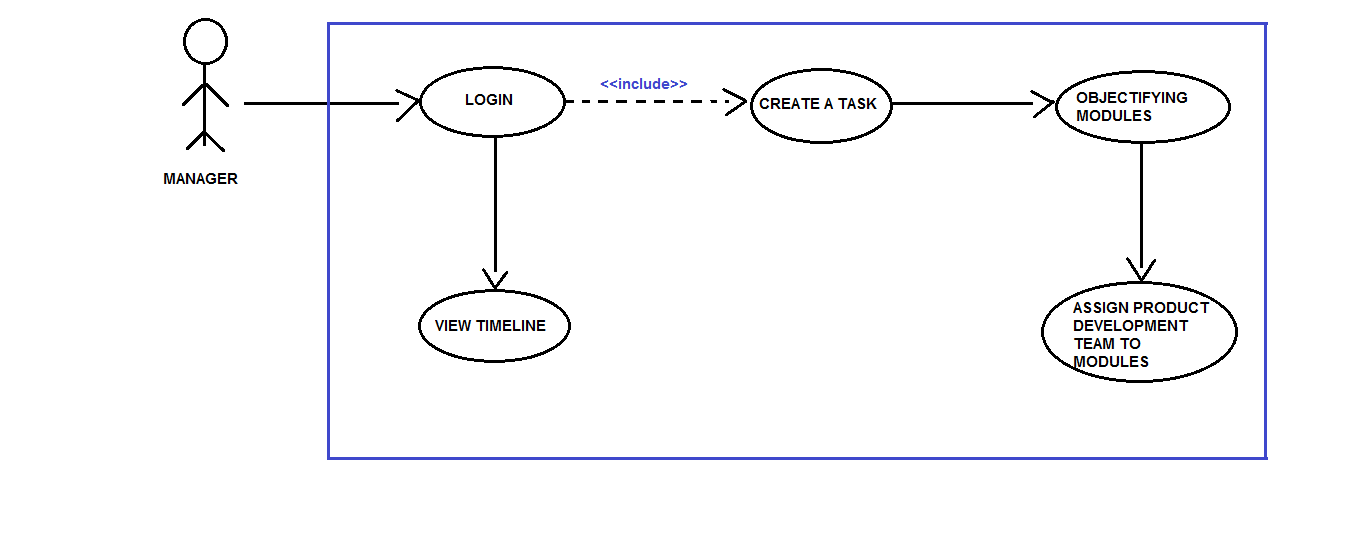 MANAGER
LOGIN
<<include>>
CREATE A TASK
OBJECTIFYING
MODULES
VIEW TIMELINE
ASSIGN PRODUCT
DEVELOPMENT
TEAM TO
MODULES